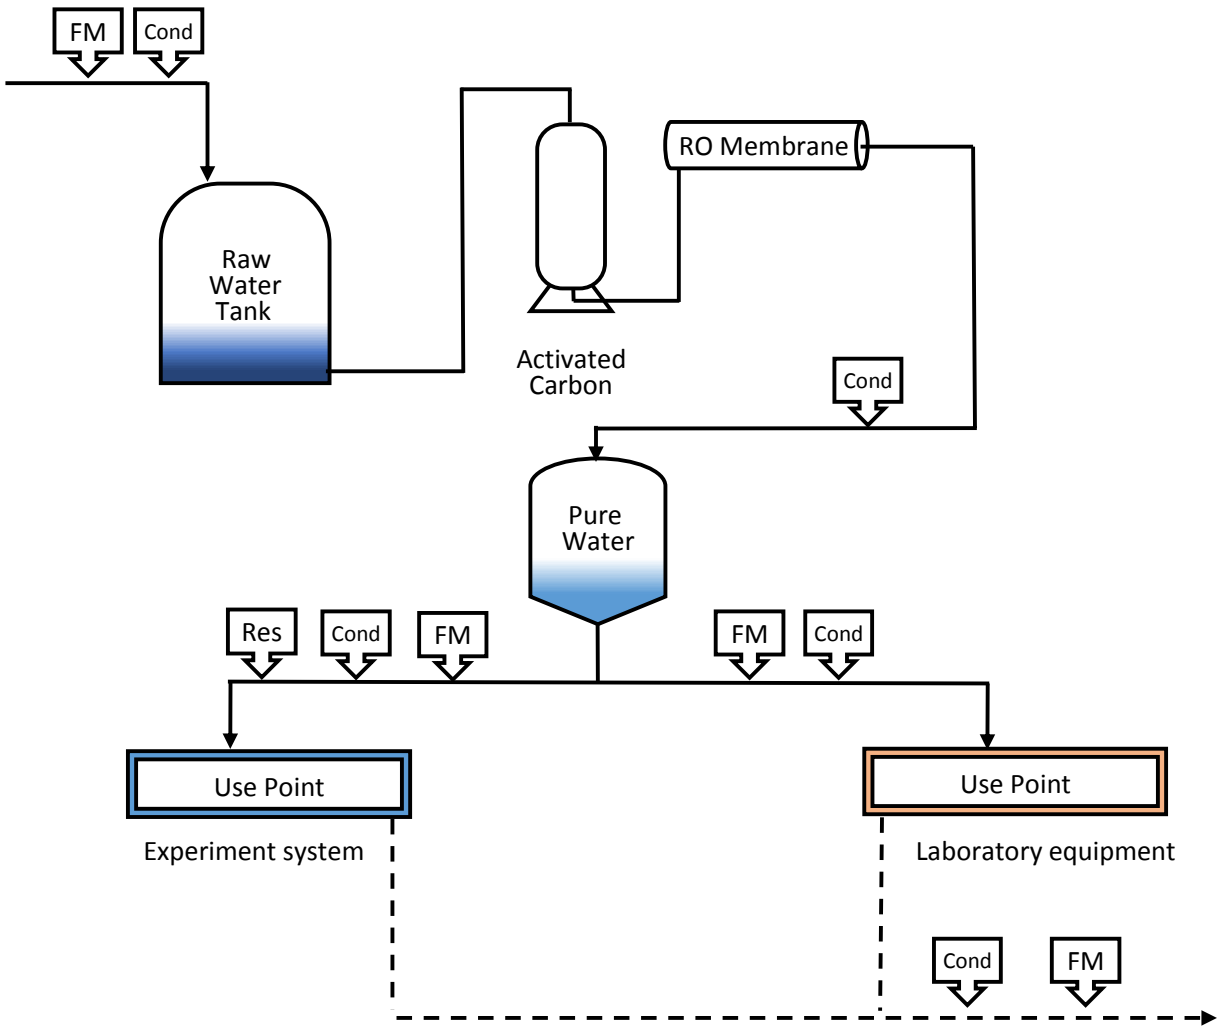 FM
Cond
RO Membrane
Raw
Water
Tank
Activated
Carbon
Cond
Pure
Water
Res
Cond
FM
FM
Cond
Use Point
Use Point
Experiment system
Laboratory equipment
Cond
FM